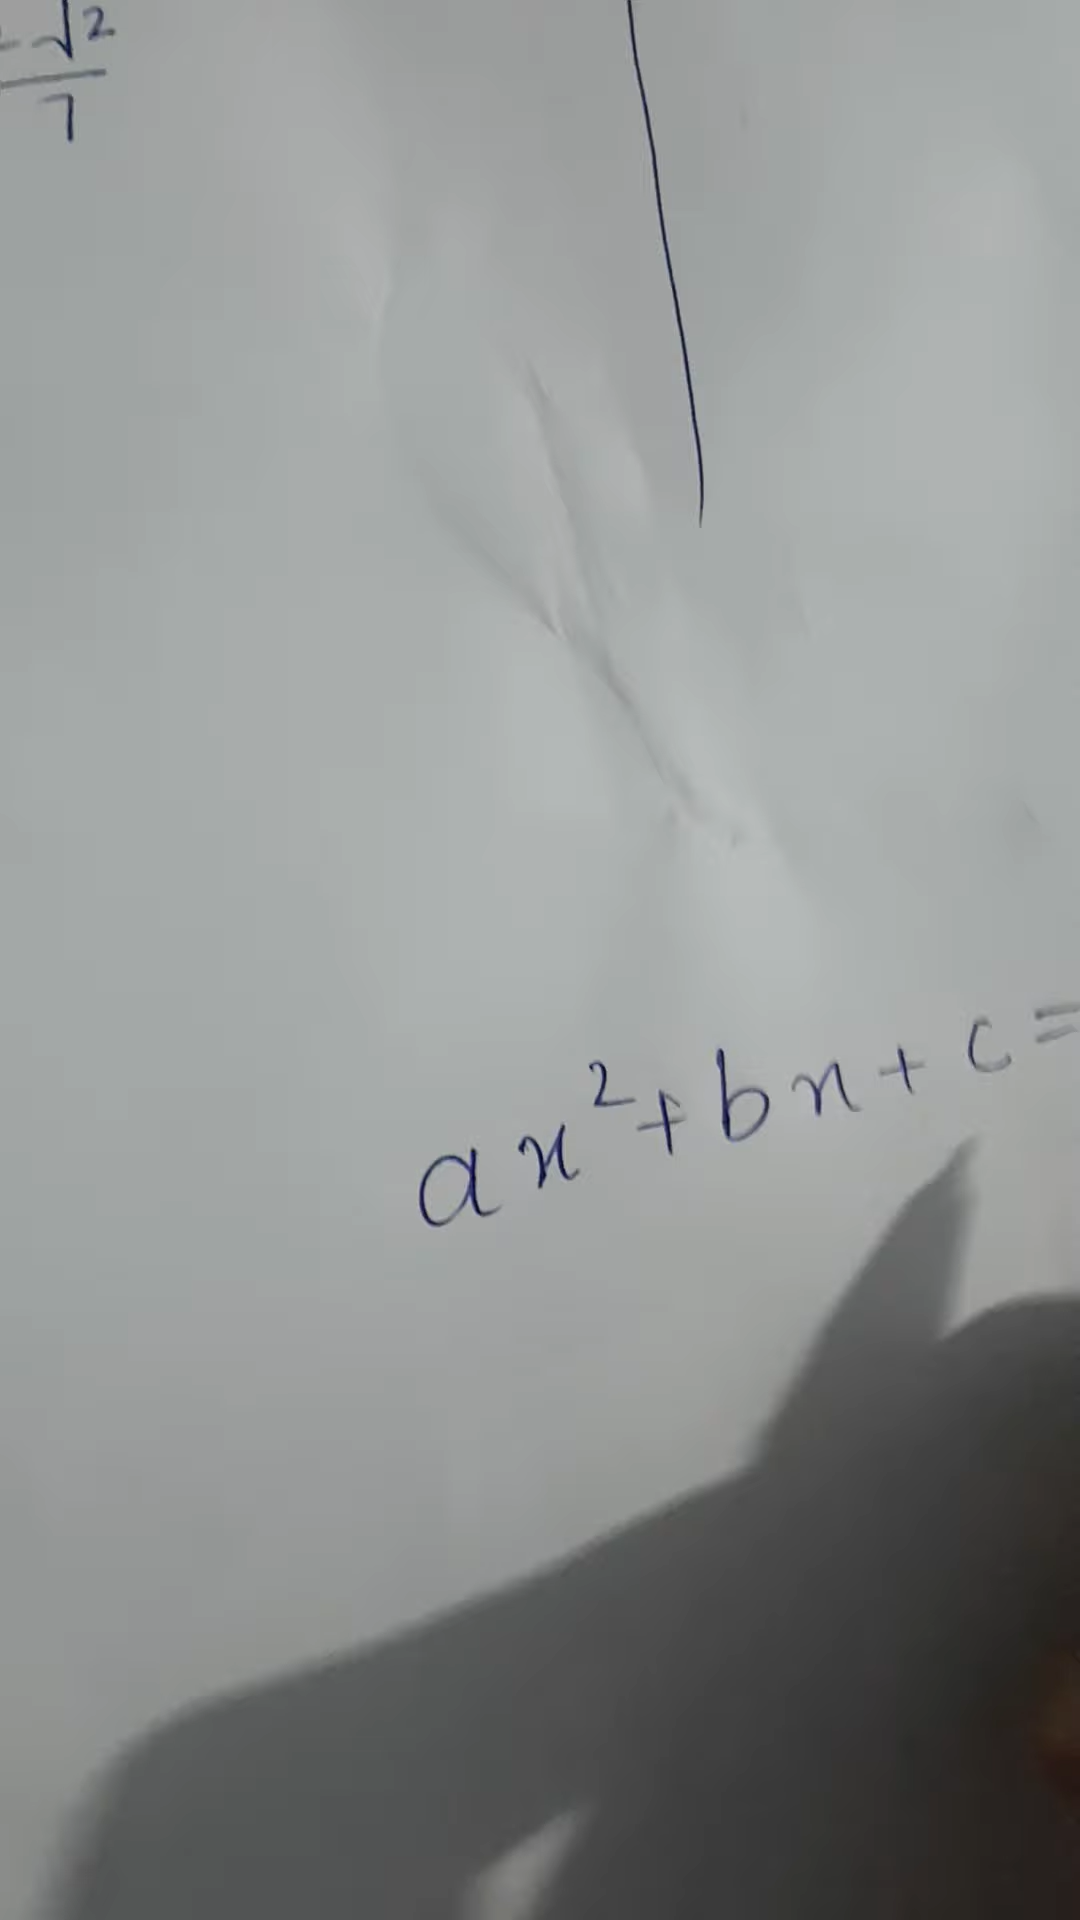 - √2
7
ax²+bx+c=